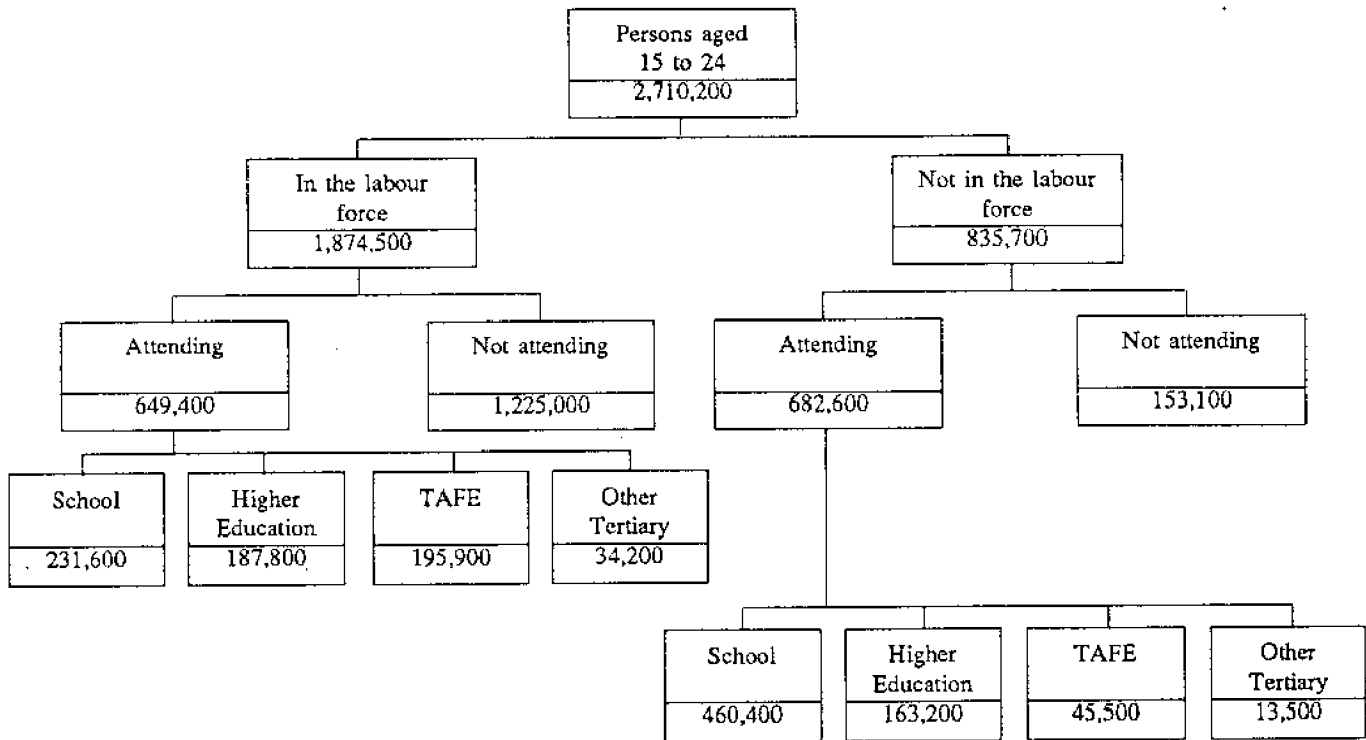 Persons aged
15 to 24
2,710,200
In the labour
force
1,874,500
Not in the labour
force
835,700
Attending
649,400
Not attending
1,225,000
Attending
682,600
Not attending
153,100
School
231,600
Higher
Education
187,800
TAFE
195,900
Other
Tertiary
34,200
School
460,400
Higher
Education
163,200
TAFE
45,500
Other
Tertiary
13,500